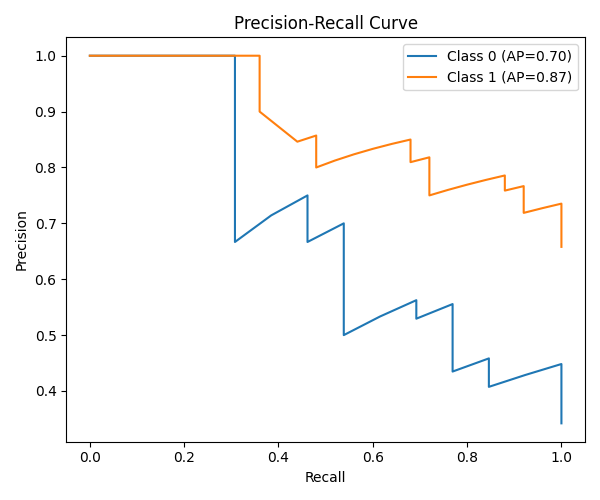 Precision-Recall Curve
Class 0 (AP=0.70)
Class 1 (AP=0.87)
Precision
1.0
0.9
0.8
0.7
0.6
0.5
0.4
0.0 0.2 0.4 0.6 0.8 1.0
Recall